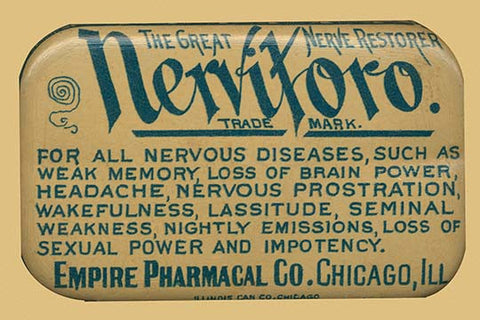 THE GREAT NERVE RESTORER
Nervitoro.
TRADE MARK.
FOR ALL NERVOUS DISEASES, SUCH AS
WEAK MEMORY, LOSS OF BRAIN POWER,
HEADACHE, NERVOUS PROSTRATION,
WAKEFULNESS, LASSITUDE, SEMINAL
WEAKNESS, NIGHTLY EMISSIONS, LOSS OF
SEXUAL POWER AND IMPOTENCY.
EMPIRE PHARMACAL CO. CHICAGO, ILL
ILLINOIS CAN CO. CHICAGO